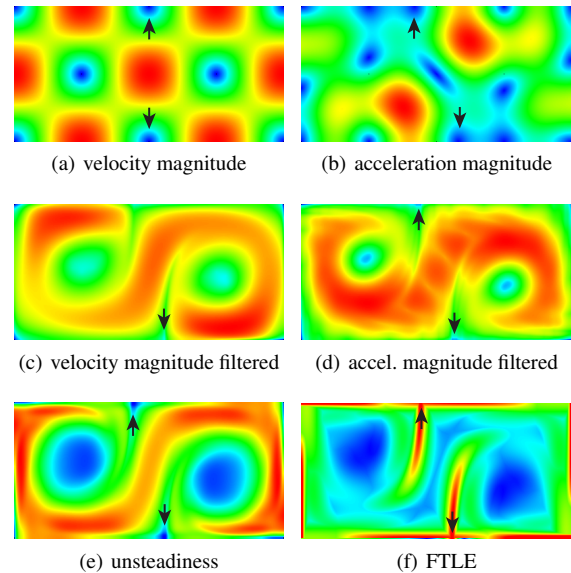 (a) velocity magnitude
(b) acceleration magnitude
(c) velocity magnitude filtered
(d) accel. magnitude filtered
(e) unsteadiness
(f) FTLE